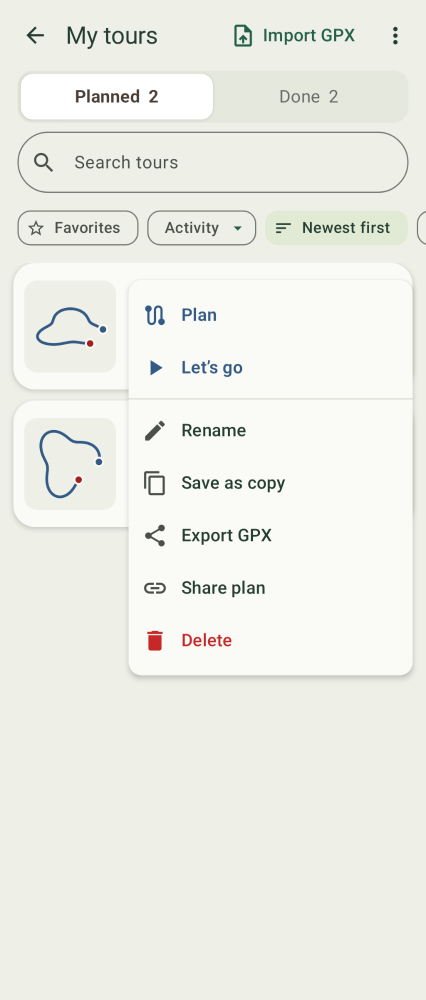 My tours
Import GPX
Planned 2
Done 2
Search tours
Favorites
Activity
Newest first
Plan
Let’s go
Rename
Save as copy
Export GPX
Share plan
Delete